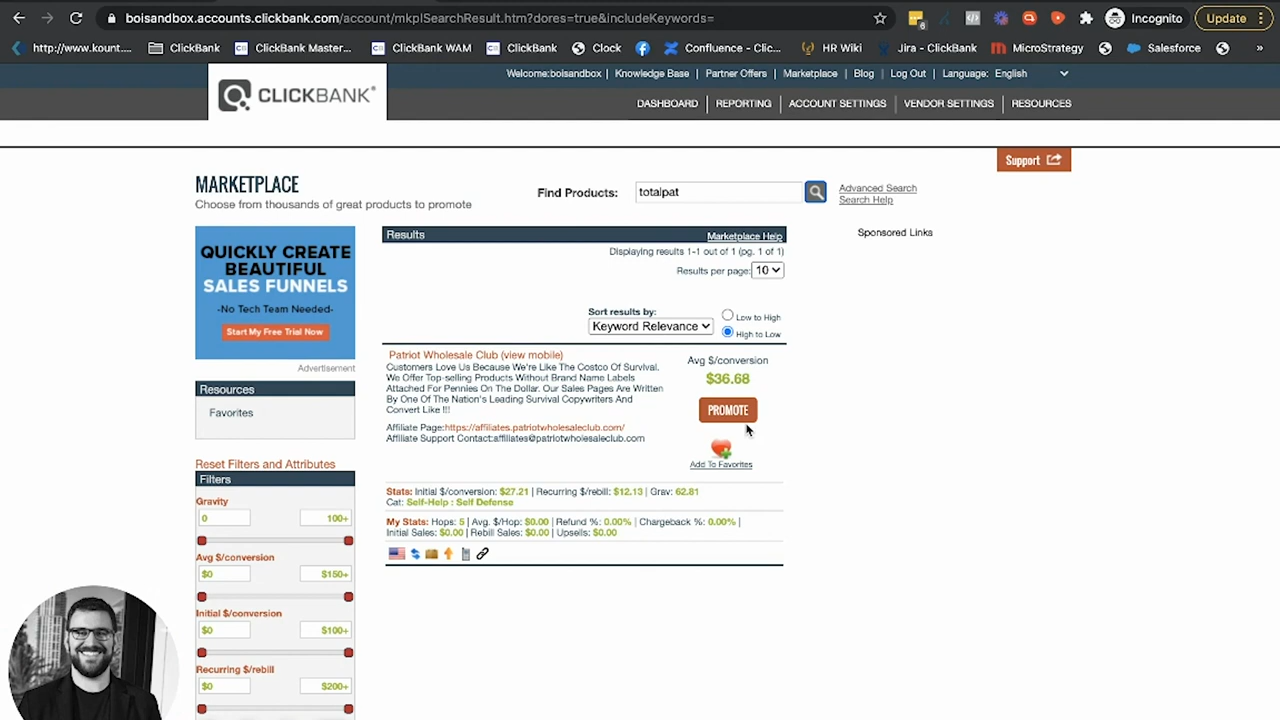 boisandbox.accounts.clickbank.com/account/mkplSearchResult.htm?dores=true&includeKeywords=
6
Incognito
Update
http://www.kount....
ClickBank
ClickBank Master...
ClickBank WAM
ClickBank
Clock
Confluence - Clic...
HR Wiki
Jira - ClickBank
MicroStrategy
Salesforce
»
Welcome:boisandbox | Knowledge Base | Partner Offers | Marketplace | Blog | Log Out | Language: English
CLICKBANK®
DASHBOARD | REPORTING | ACCOUNT SETTINGS | VENDOR SETTINGS | RESOURCES
Support
MARKETPLACE
Choose from thousands of great products to promote
Find Products: totalpat
Advanced Search
Search Help
QUICKLY CREATE
BEAUTIFUL
SALES FUNNELS
-No Tech Team Needed-
Start My Free Trial Now
Advertisement
Resources
Favorites
Reset Filters and Attributes
Filters
Gravity
0 100+
Avg $/conversion
$0 $150+
Initial $/conversion
$0 $100+
Recurring $/rebill
$0 $200+
Results
Marketplace Help
Displaying results 1-1 out of 1 (pg. 1 of 1)
Results per page: 10
Sort results by:
Keyword Relevance
Low to High
High to Low
Patriot Wholesale Club (view mobile)
Customers Love Us Because We're Like The Costco Of Survival.
We Offer Top-selling Products Without Brand Name Labels
Attached For Pennies On The Dollar. Our Sales Pages Are Written
By One Of The Nation's Leading Survival Copywriters And
Convert Like !!!
Affiliate Page:https://affiliates.patriotwholesaleclub.com/
Affiliate Support Contact:affiliates@patriotwholesaleclub.com
Avg $/conversion
$36.68
PROMOTE
Add To Favorites
Stats: Initial $/conversion: $27.21 | Recurring $/rebill: $12.13 | Grav: 62.81
Cat: Self-Help : Self Defense
My Stats: Hops: 5 | Avg. $/Hop: $0.00 | Refund %: 0.00% | Chargeback %: 0.00% |
Initial Sales: $0.00 | Rebill Sales: $0.00 | Upsells: $0.00
Sponsored Links